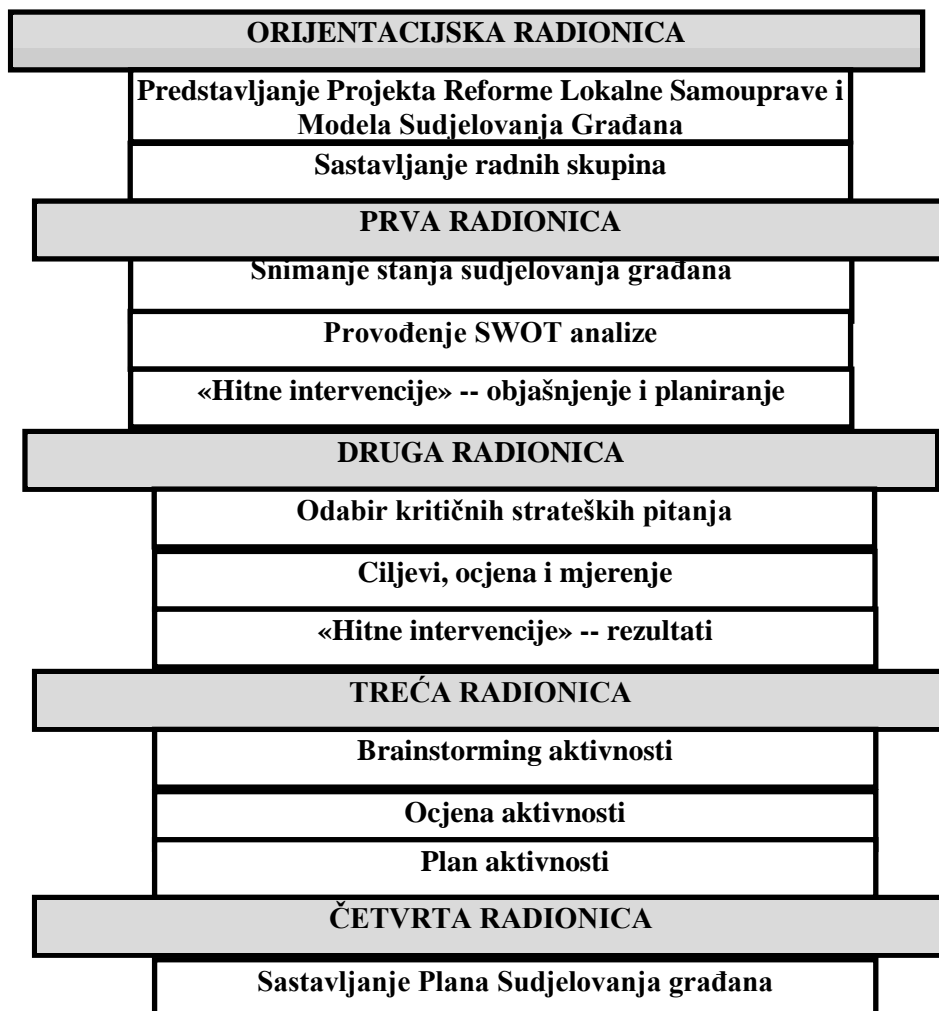 ORIJENTACIJSKA RADIONICA
Predstavljanje Projekta Reforme Lokalne Samouprave i
Modela Sudjelovanja Građana
Sastavljanje radnih skupina
PRVA RADIONICA
Snimanje stanja sudjelovanja građana
Provođenje SWOT analize
«Hitne intervencije» -- objašnjenje i planiranje
DRUGA RADIONICA
Odabir kritičnih strateških pitanja
Ciljevi, ocjena i mjerenje
«Hitne intervencije» -- rezultati
TREĆA RADIONICA
Brainstorming aktivnosti
Ocjena aktivnosti
Plan aktivnosti
ČETVRTA RADIONICA
Sastavljanje Plana Sudjelovanja građana